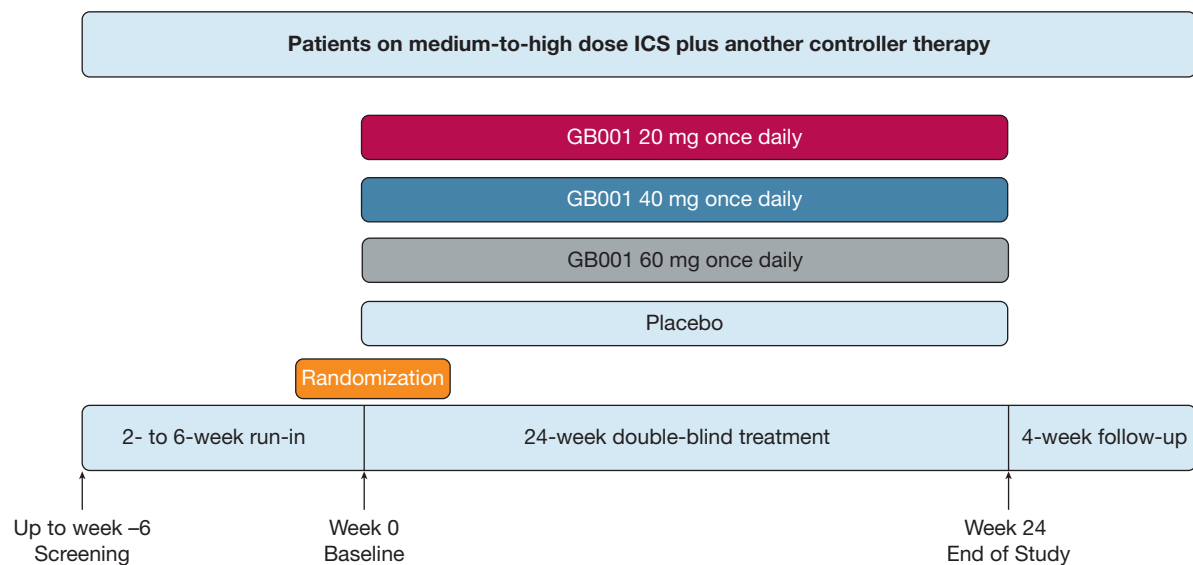 Patients on medium-to-high dose ICS plus another controller therapy
GB001 20 mg once daily
GB001 40 mg once daily
GB001 60 mg once daily
Placebo
Randomization
2- to 6-week run-in
24-week double-blind treatment
4-week follow-up
Up to week –6
Screening
Week 0
Baseline
Week 24
End of Study